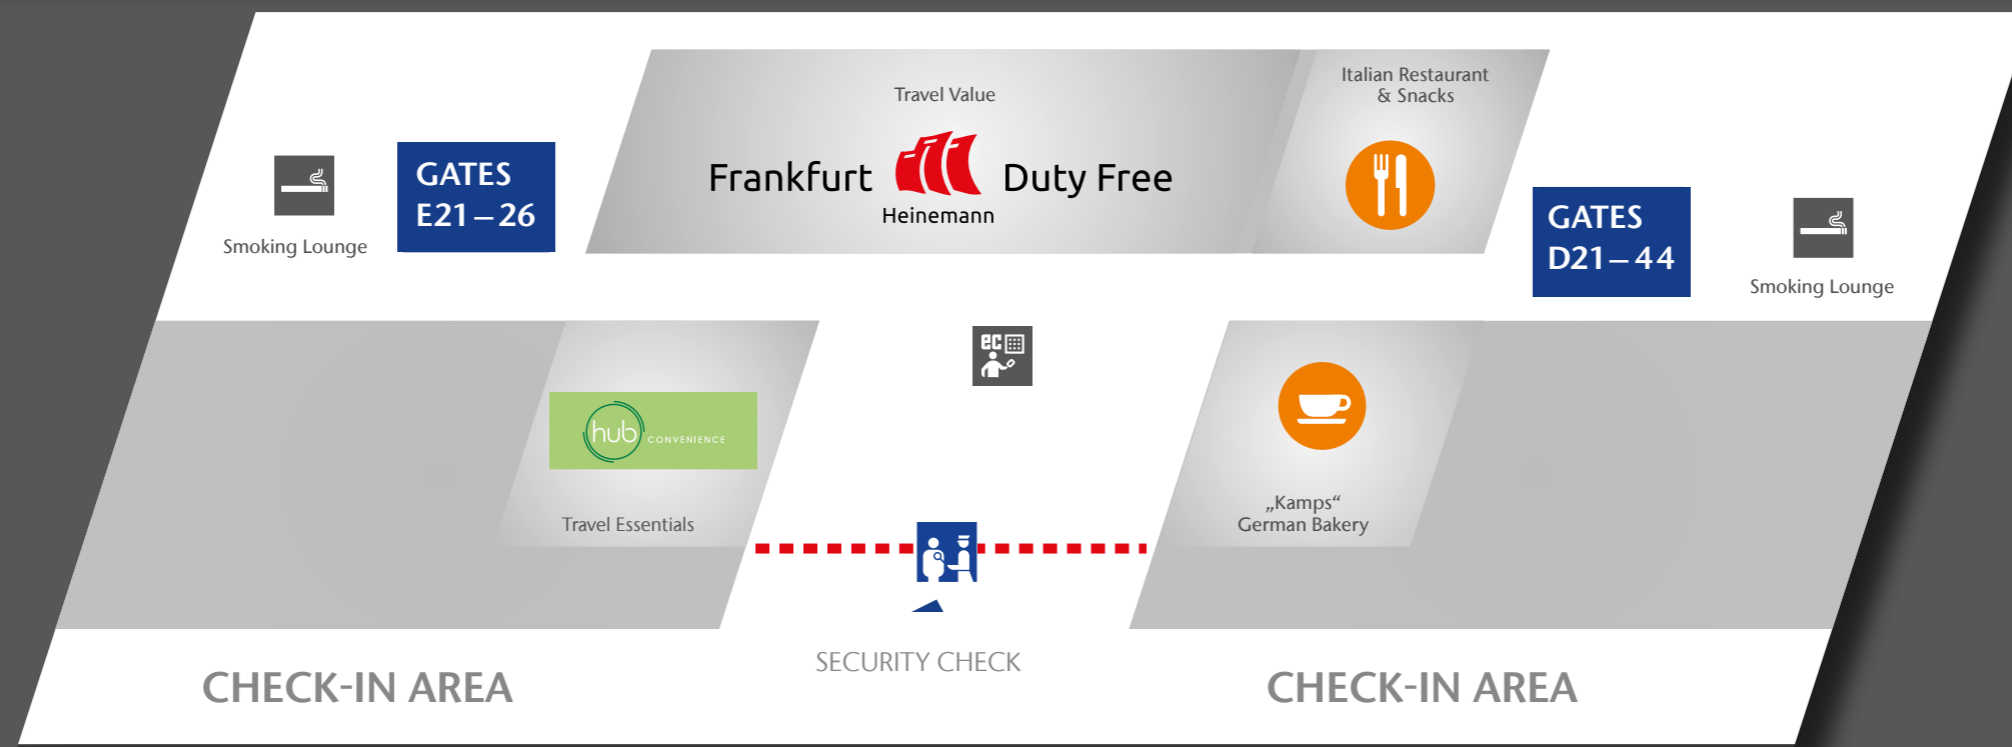 Travel Value
Frankfurt Duty Free
Heinemann
Italian Restaurant
& Snacks
GATES
E21–26
Smoking Lounge
GATES
D21–44
Smoking Lounge
ec
hub CONVENIENCE
Travel Essentials
„Kamps“
German Bakery
SECURITY CHECK
CHECK-IN AREA
CHECK-IN AREA